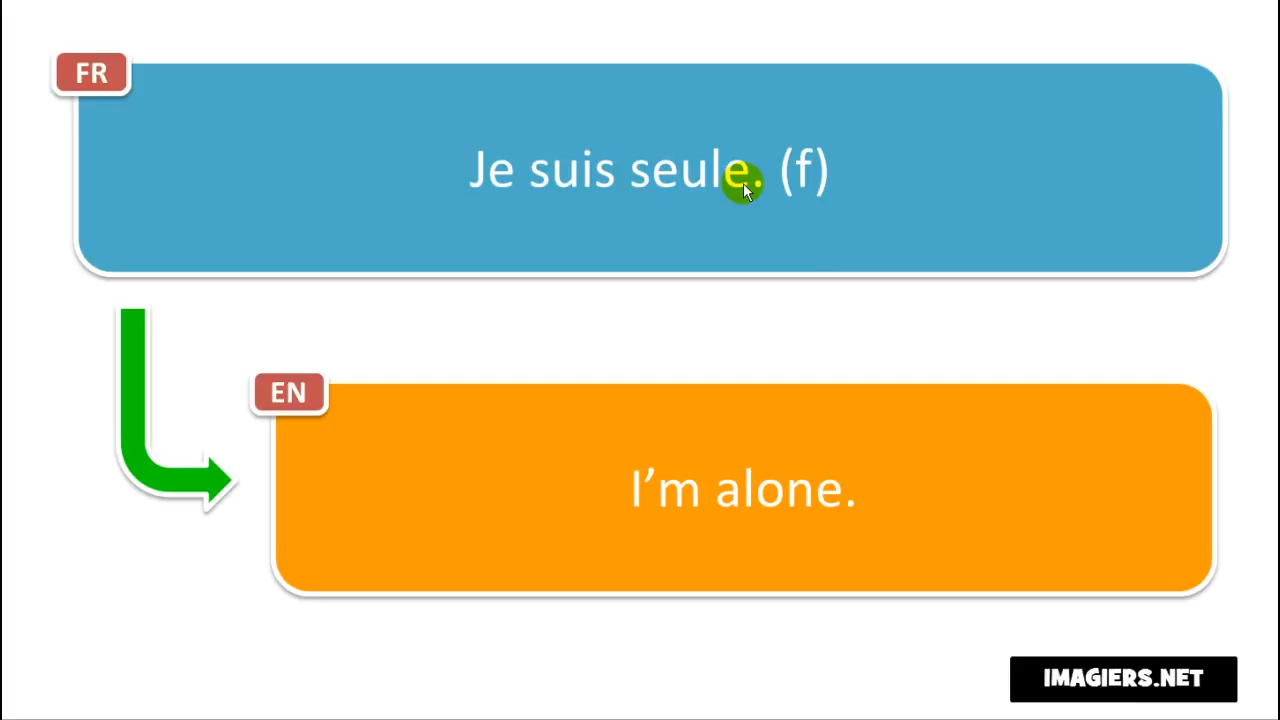 FR
Je suis seule. (f)
EN
I’m alone.
IMAGIERS.NET